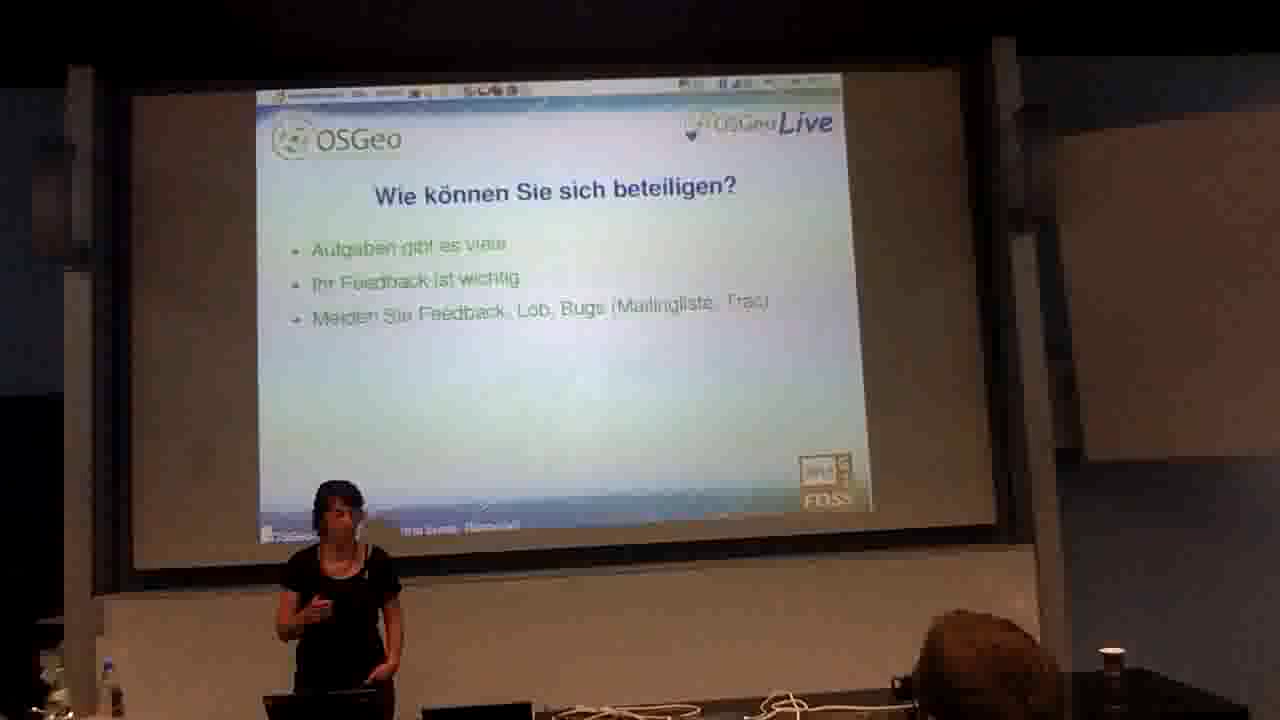 OSGeo
OSGeo Live
Wie können Sie sich beteiligen?
Aufgaben gibt es viele
Ihr Feedback ist wichtig
Melden Sie Feedback, Lob, Bugs (Mailingliste, Trac)
FOSS